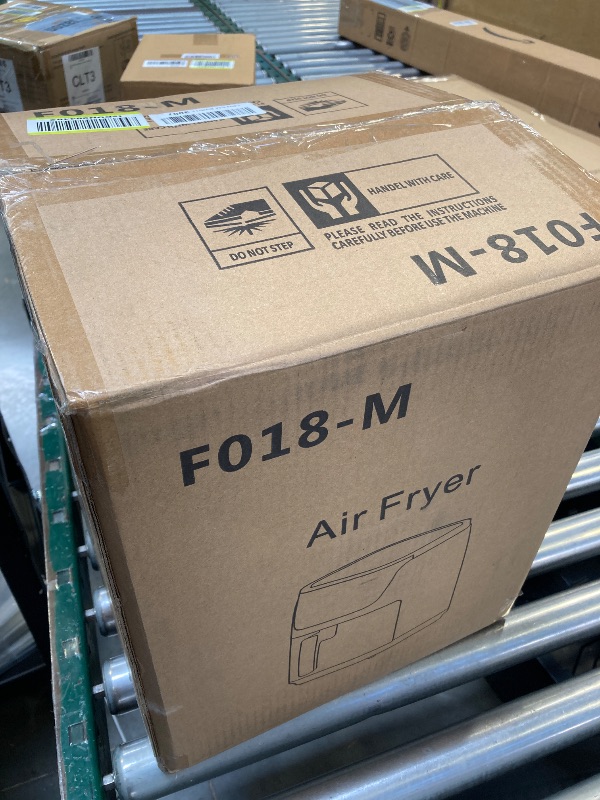 CLT3
T3
F018-M
DO NOT STEP
HANDEL WITH CARE
PLEASE READ THE INSTRUCTIONS
CAREFULLY BEFORE USE THE MACHINE
F018-M
F018-M
Air Fryer